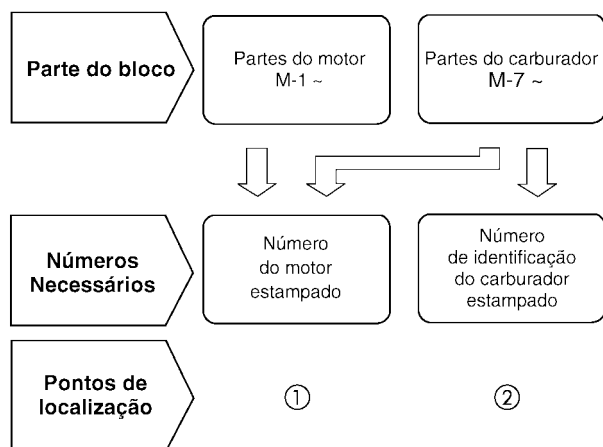 Parte do bloco
Partes do motor
M-1 ~
Partes do carburador
M-7 ~
Números
Necessários
Número
do motor
estampado
Número
de identificação
do carburador
estampado
Pontos de
localização
①
②